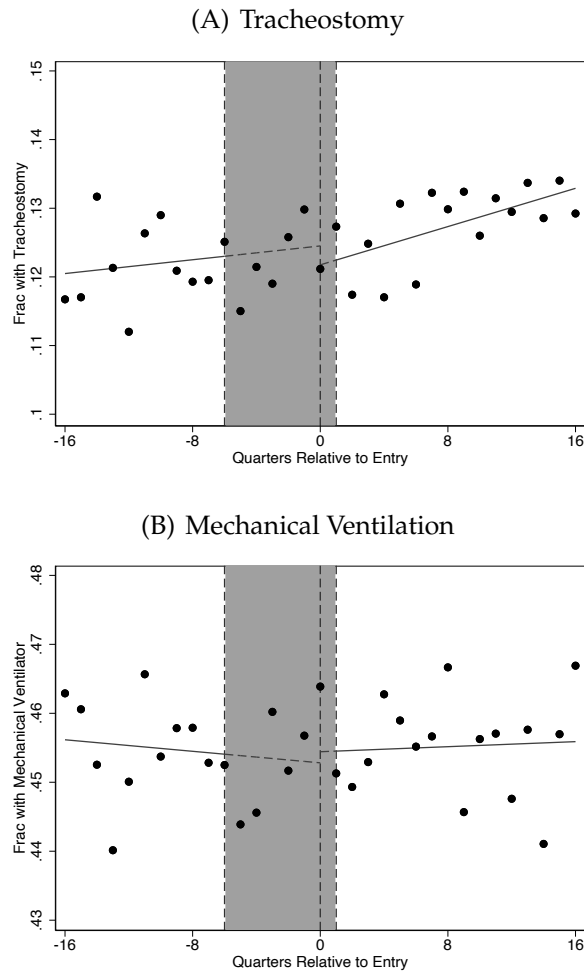 (A) Tracheostomy
.15
.14
.13
.12
.11
.1
Frac with Tracheostomy
-16 -8 0 8 16
Quarters Relative to Entry
(B) Mechanical Ventilation
.48
.47
.46
.45
.44
.43
Frac with Mechanical Ventilator
-16 -8 0 8 16
Quarters Relative to Entry